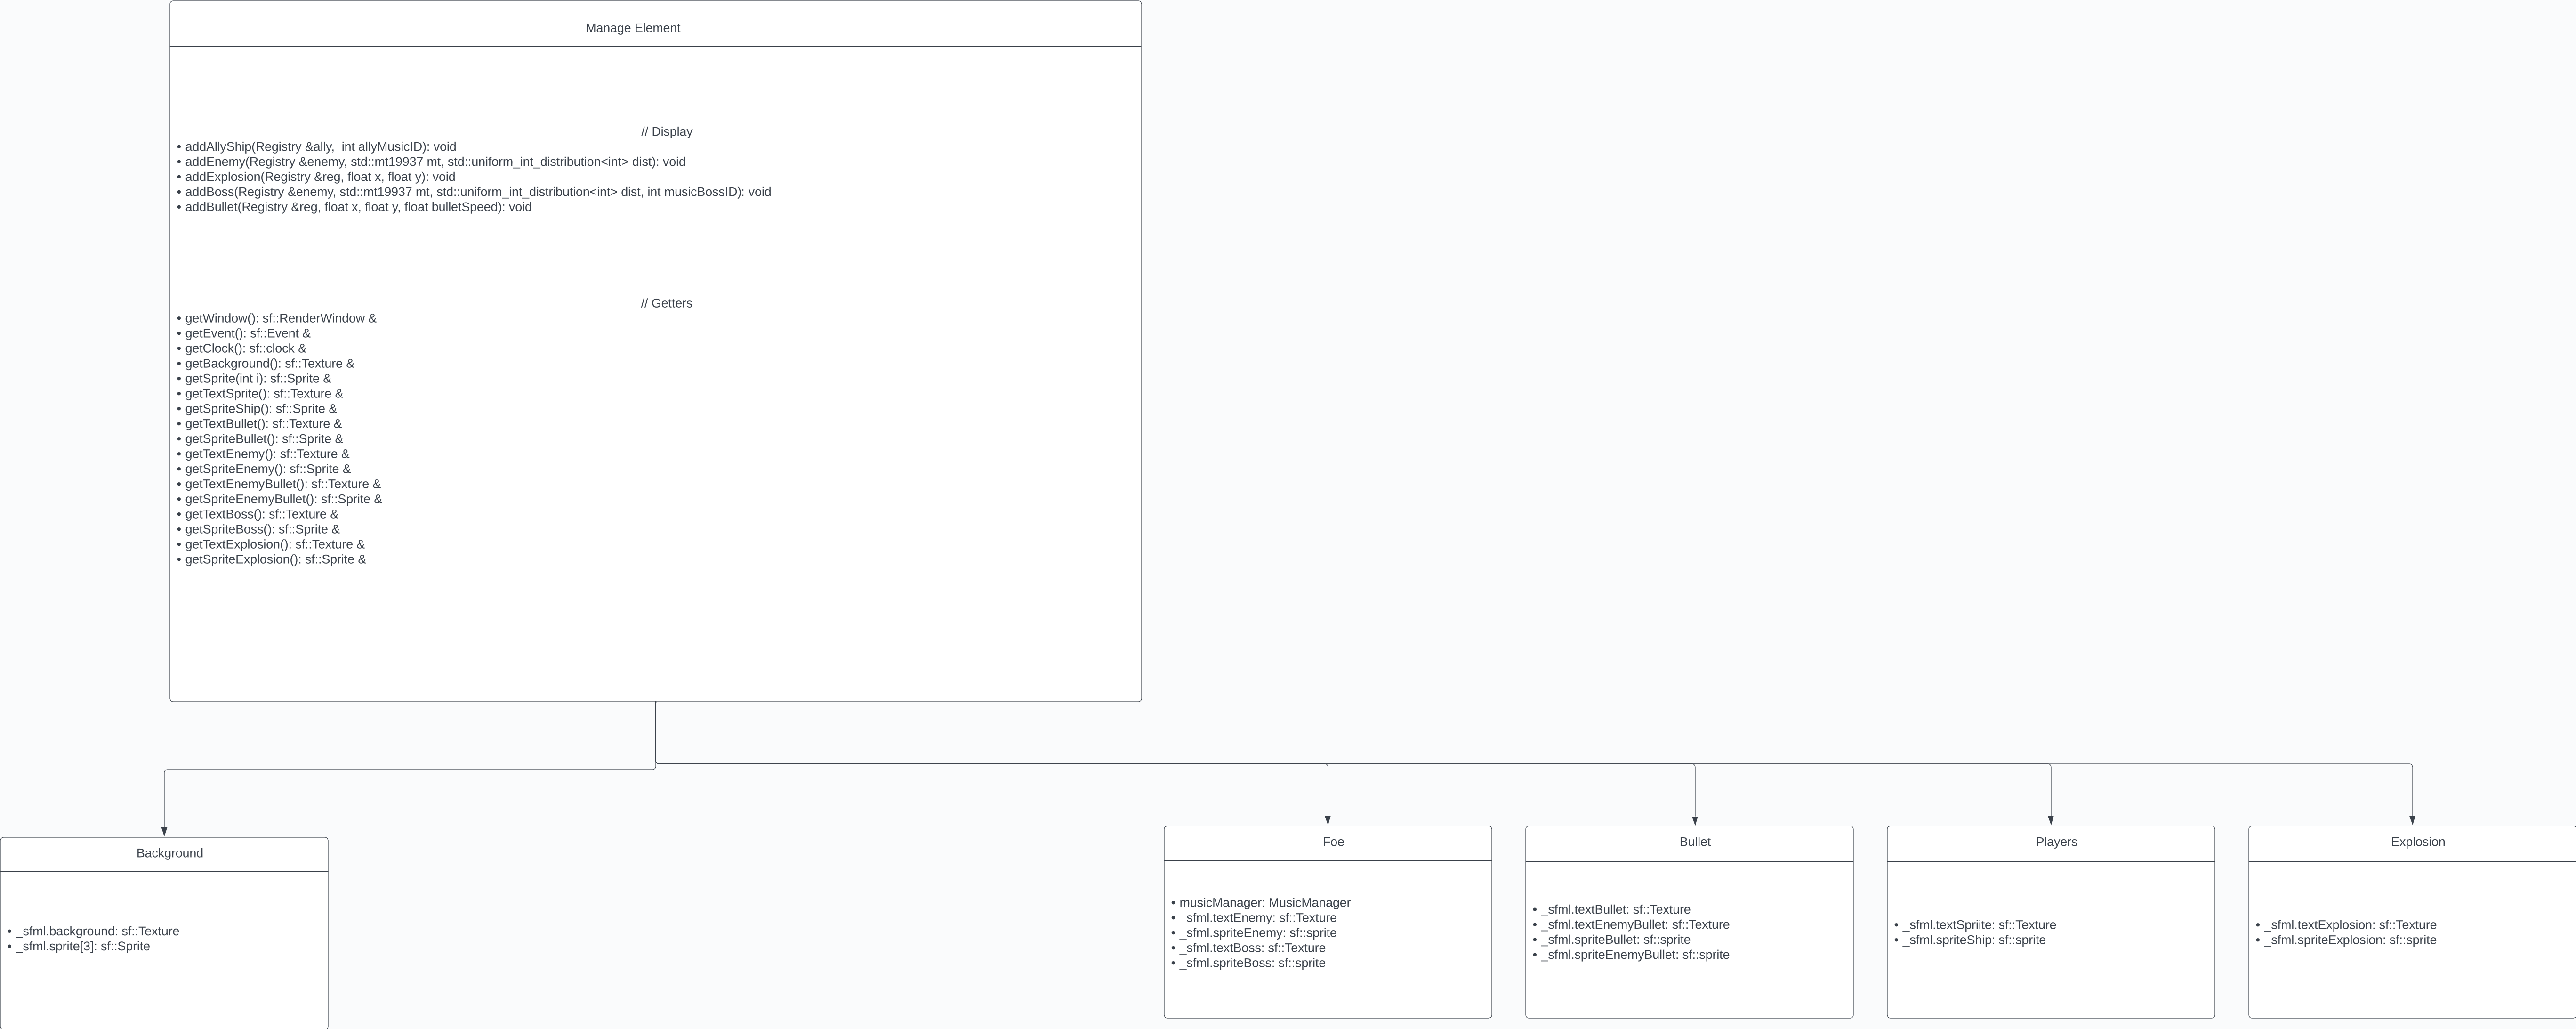 Manage Element
// Display
• addAllyShip(Registry &ally,  int allyMusicID): void
• addEnemy(Registry &enemy, std::mt19937 mt, std::uniform_int_distribution<int> dist): void
• addExplosion(Registry &reg, float x, float y): void
• addBoss(Registry &enemy, std::mt19937 mt, std::uniform_int_distribution<int> dist, int musicBossID): void
• addBullet(Registry &reg, float x, float y, float bulletSpeed): void
// Getters
• getWindow(): sf::RenderWindow &
• getEvent(): sf::Event &
• getClock(): sf::clock &
• getBackground(): sf::Texture &
• getSprite(int i): sf::Sprite &
• getTextSprite(): sf::Texture &
• getSpriteShip(): sf::Sprite &
• getTextBullet(): sf::Texture &
• getSpriteBullet(): sf::Sprite &
• getTextEnemy(): sf::Texture &
• getSpriteEnemy(): sf::Sprite &
• getTextEnemyBullet(): sf::Texture &
• getSpriteEnemyBullet(): sf::Sprite &
• getTextBoss(): sf::Texture &
• getSpriteBoss(): sf::Sprite &
• getTextExplosion(): sf::Texture &
• getSpriteExplosion(): sf::Sprite &
Background
• _sfml.background: sf::Texture
• _sfml.sprite[3]: sf::Sprite
Foe
• musicManager: MusicManager
• _sfml.textEnemy: sf::Texture
• _sfml.spriteEnemy: sf::sprite
• _sfml.textBoss: sf::Texture
• _sfml.spriteBoss: sf::sprite
Bullet
• _sfml.textBullet: sf::Texture
• _sfml.textEnemyBullet: sf::Texture
• _sfml.spriteBullet: sf::sprite
• _sfml.spriteEnemyBullet: sf::sprite
Players
• _sfml.textSpriite: sf::Texture
• _sfml.spriteShip: sf::sprite
Explosion
• _sfml.textExplosion: sf::Texture
• _sfml.spriteExplosion: sf::sprite